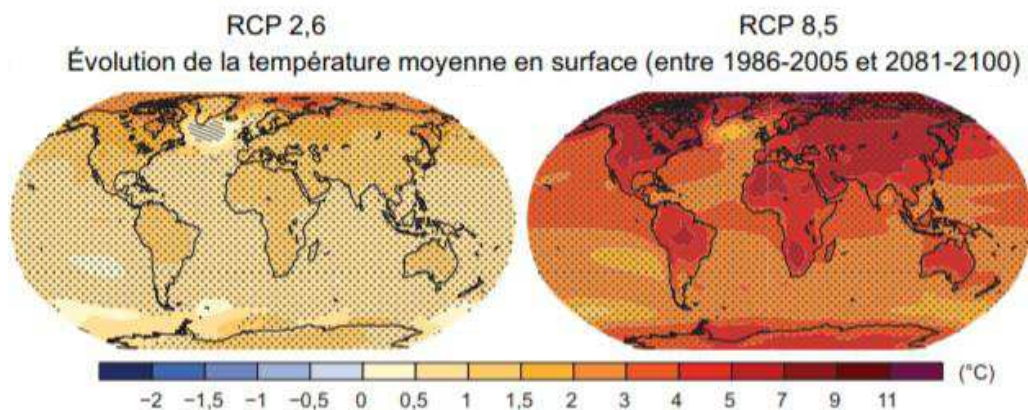 RCP 2,6 RCP 8,5
Évolution de la température moyenne en surface (entre 1986-2005 et 2081-2100)
(°C)
−2 −1,5 −1 −0,5 0 0,5 1 1,5 2 3 4 5 7 9 11